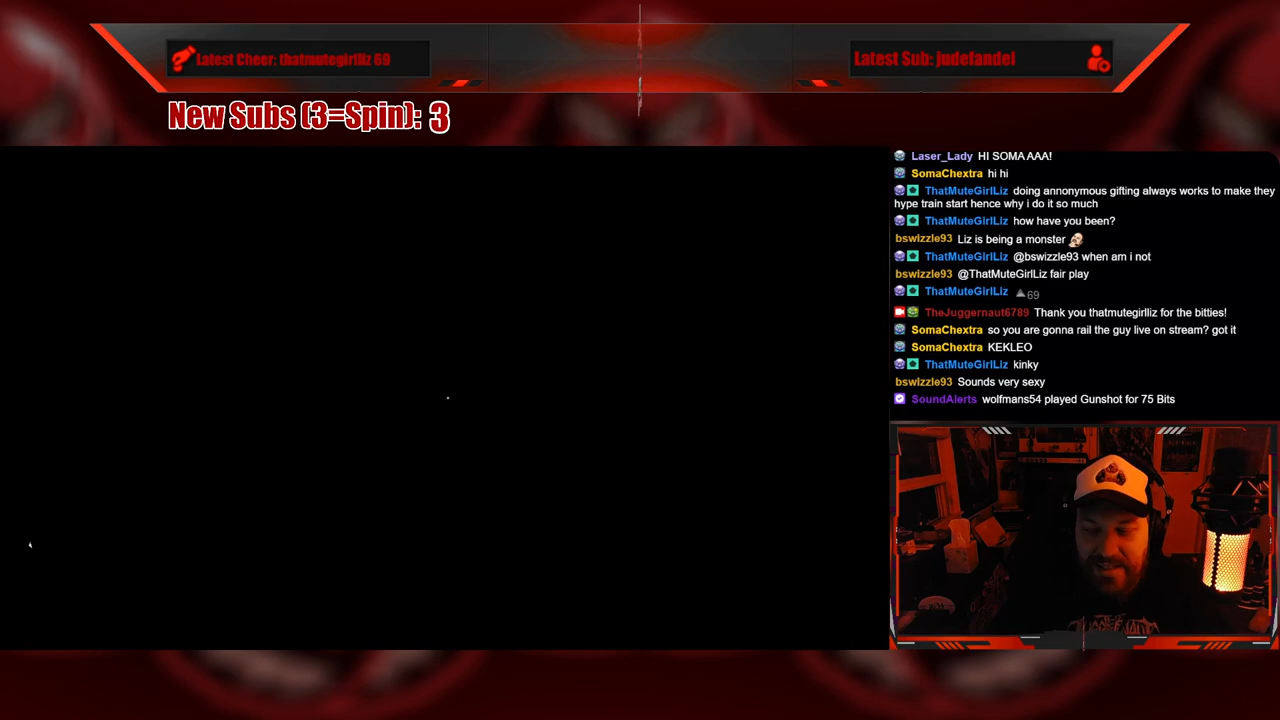 Latest Cheer: thatmutegirlliz 69
Latest Sub: judefandel
New Subs (3=Spin): 3
Laser_Lady HI SOMA AAA!
SomaChextra hi hi
ThatMuteGirlLiz doing annonymous gifting always works to make they
hype train start hence why i do it so much
ThatMuteGirlLiz how have you been?
bswizzle93 Liz is being a monster
ThatMuteGirlLiz @bswizzle93 when am i not
bswizzle93 @ThatMuteGirlLiz fair play
ThatMuteGirlLiz 69
TheJuggernaut6789 Thank you thatmutegirlliz for the bitties!
SomaChextra so you are gonna rail the guy live on stream? got it
SomaChextra KEKLEO
ThatMuteGirlLiz kinky
bswizzle93 Sounds very sexy
SoundAlerts wolfmans54 played Gunshot for 75 Bits